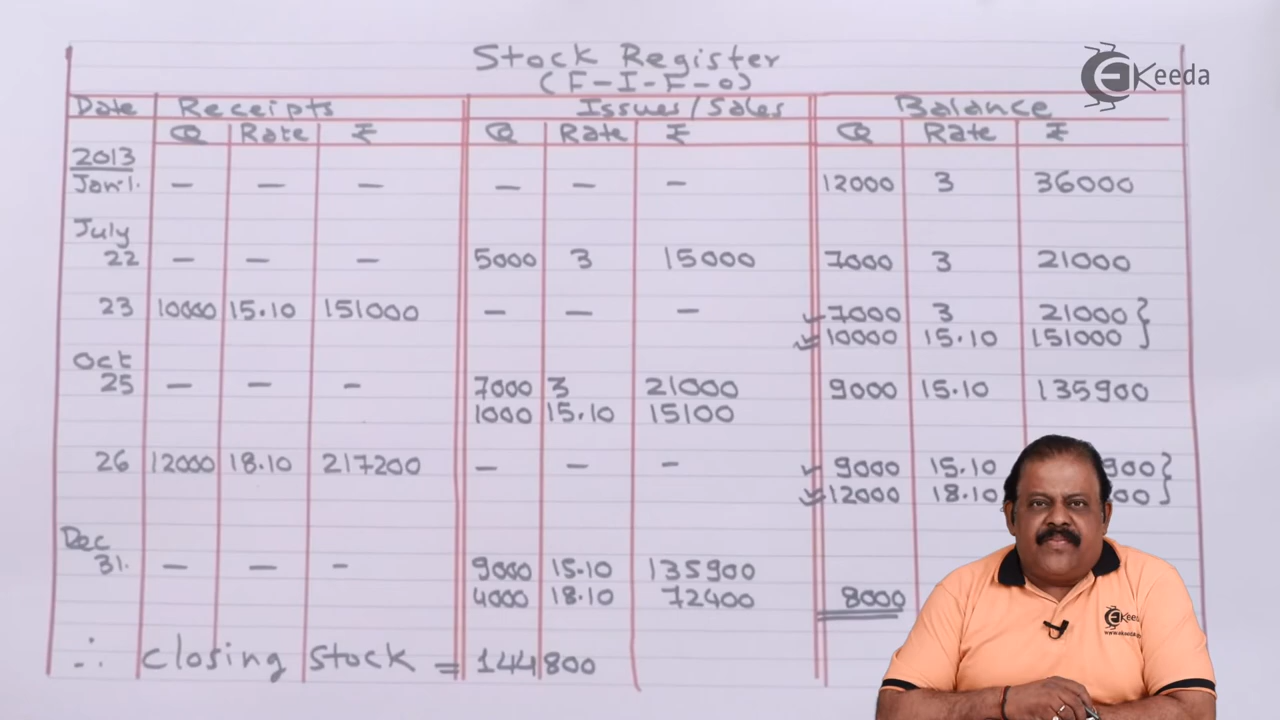 Stock Register
(F-I-F-O)
Keeda
Date Receipts Issues/Sales Balance
Q Rate ₹ Q Rate ₹ Q Rate ₹
2013
Jan 1. — — — — — — 12000 3 36000
July
22 — — — 5000 3 15000 7000 3 21000
23 10000 15.10 151000 — — — 7000 3 21000 }
10000 15.10 151000
Oct
25 — — — 7000 3 21000 9000 15.10 135900
1000 15.10 15100
26 12000 18.10 217200 — — — 9000 15.10 900 }
12000 18.10 00
Dec
31. — — — 9000 15.10 135900
4000 18.10 72400 8000
∴ Closing Stock = 144800
Keeda